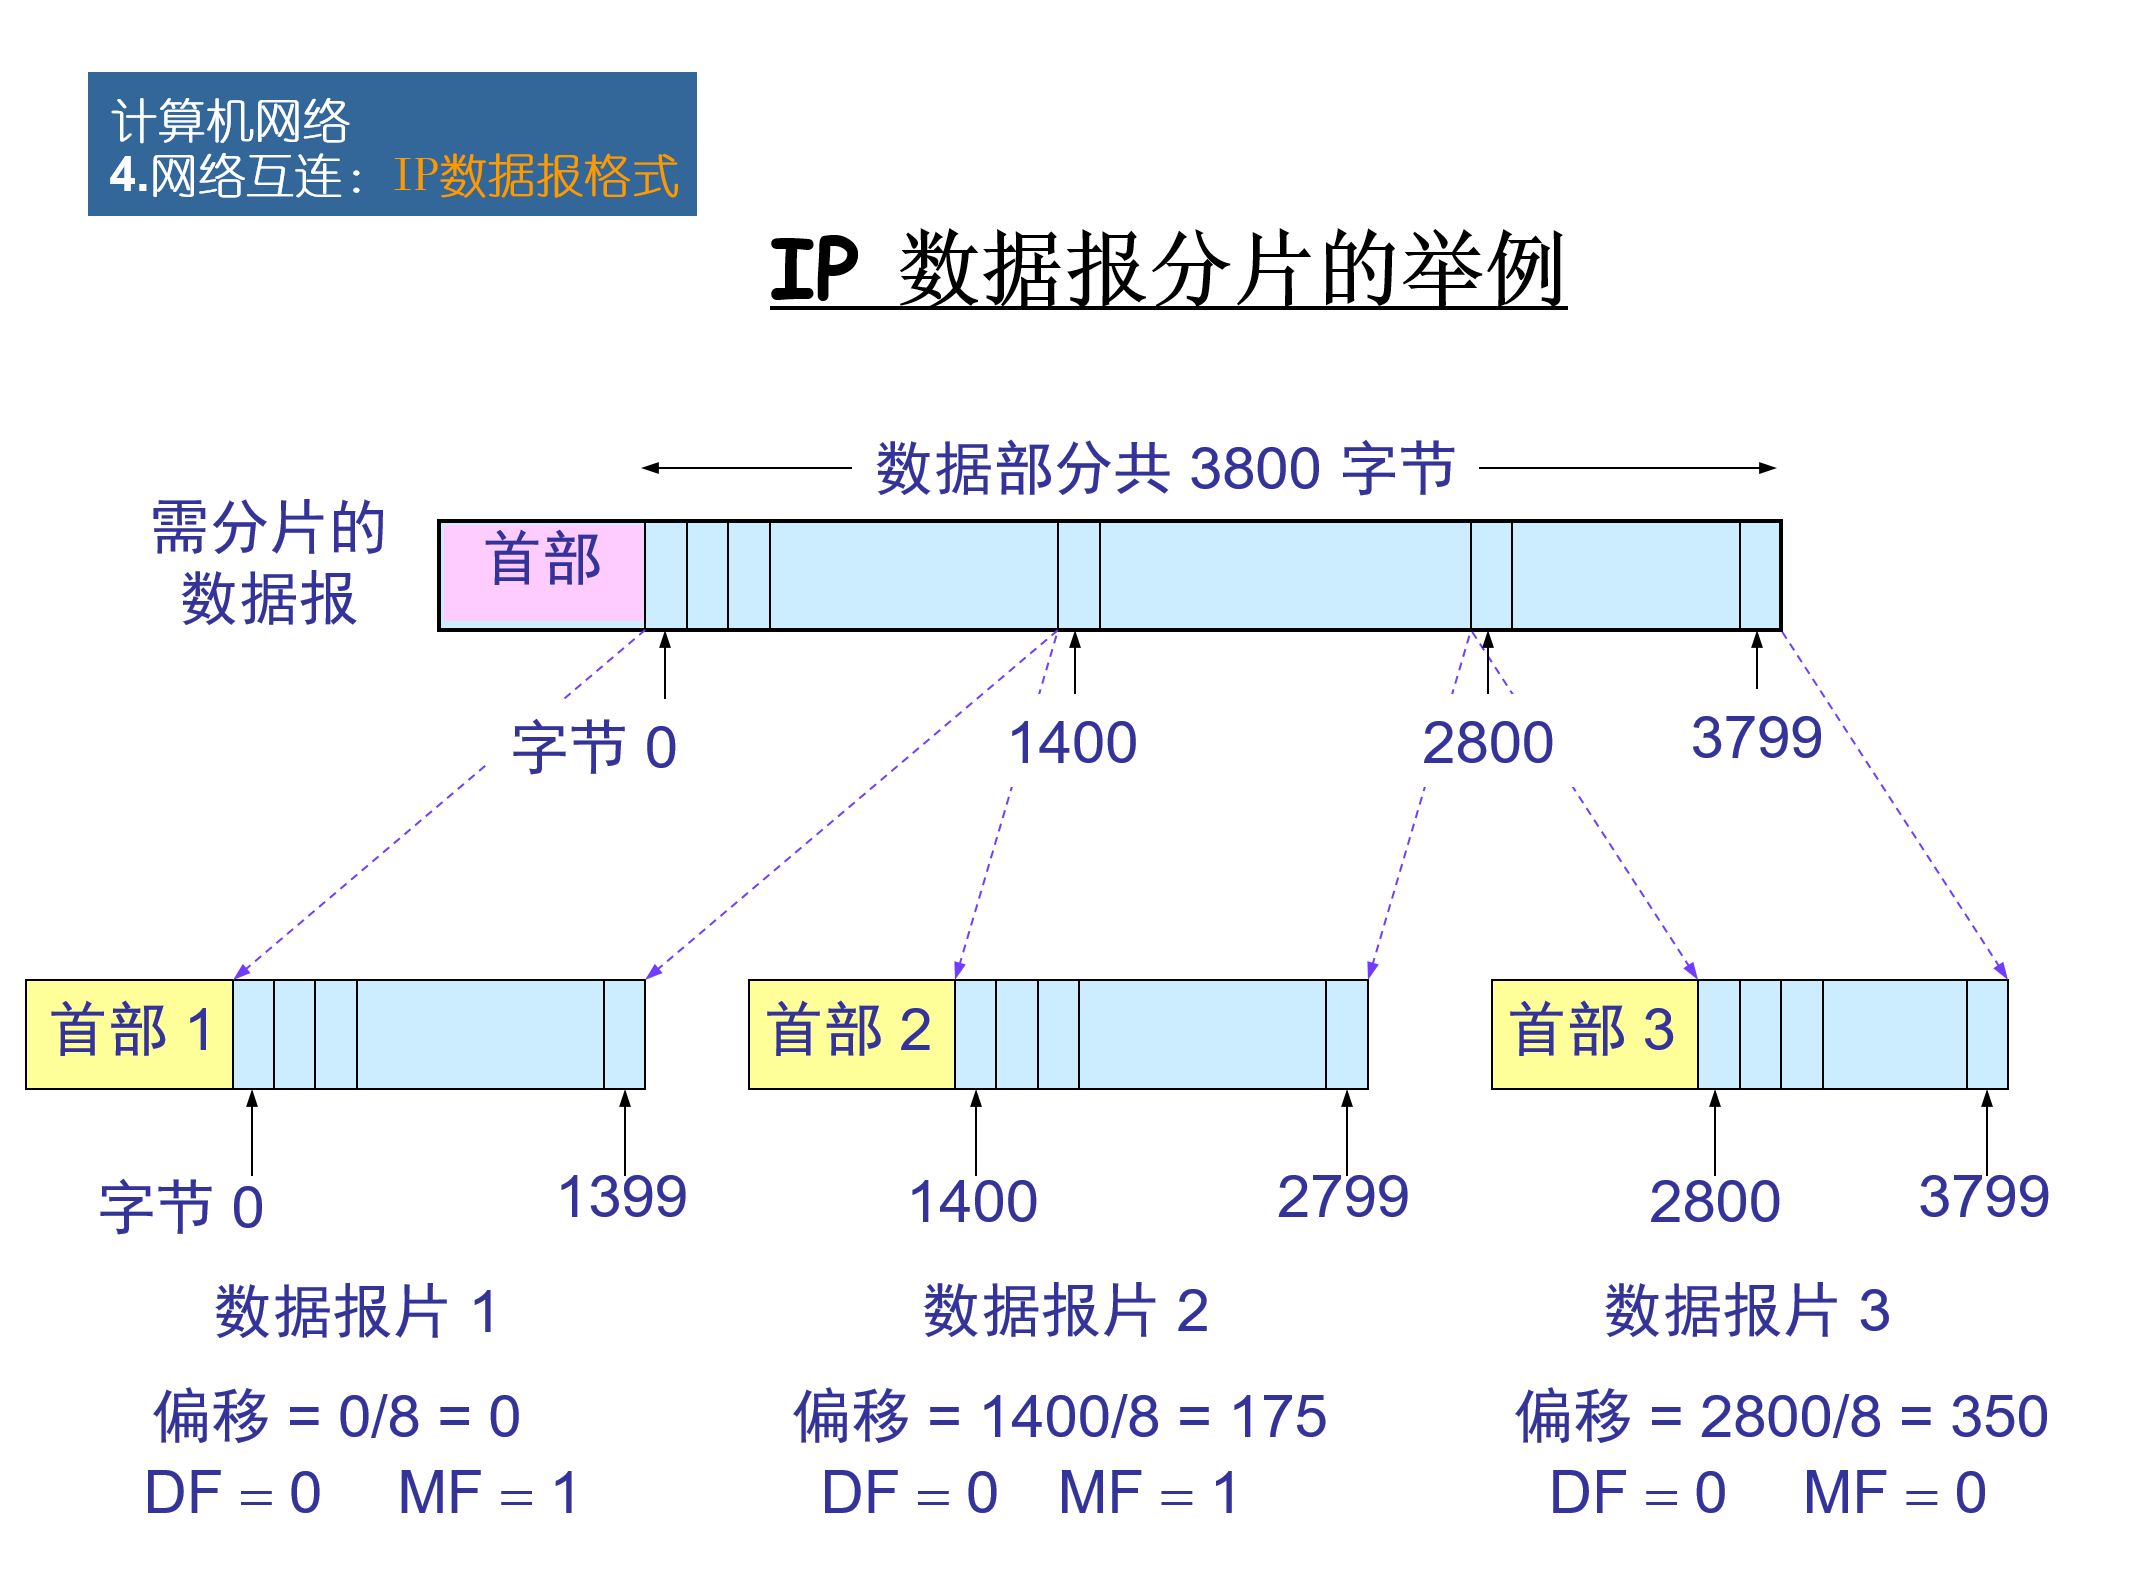 计算机网络
4.网络互连：IP数据报格式
IP 数据报分片的举例
数据部分共 3800 字节
需分片的
数据报
首部
字节 0
1400
2800
3799
首部 1
首部 2
首部 3
字节 0
1399
1400
2799
2800
3799
数据报片 1
数据报片 2
数据报片 3
偏移 = 0/8 = 0
偏移 = 1400/8 = 175
偏移 = 2800/8 = 350
DF = 0 MF = 1
DF = 0 MF = 1
DF = 0 MF = 0